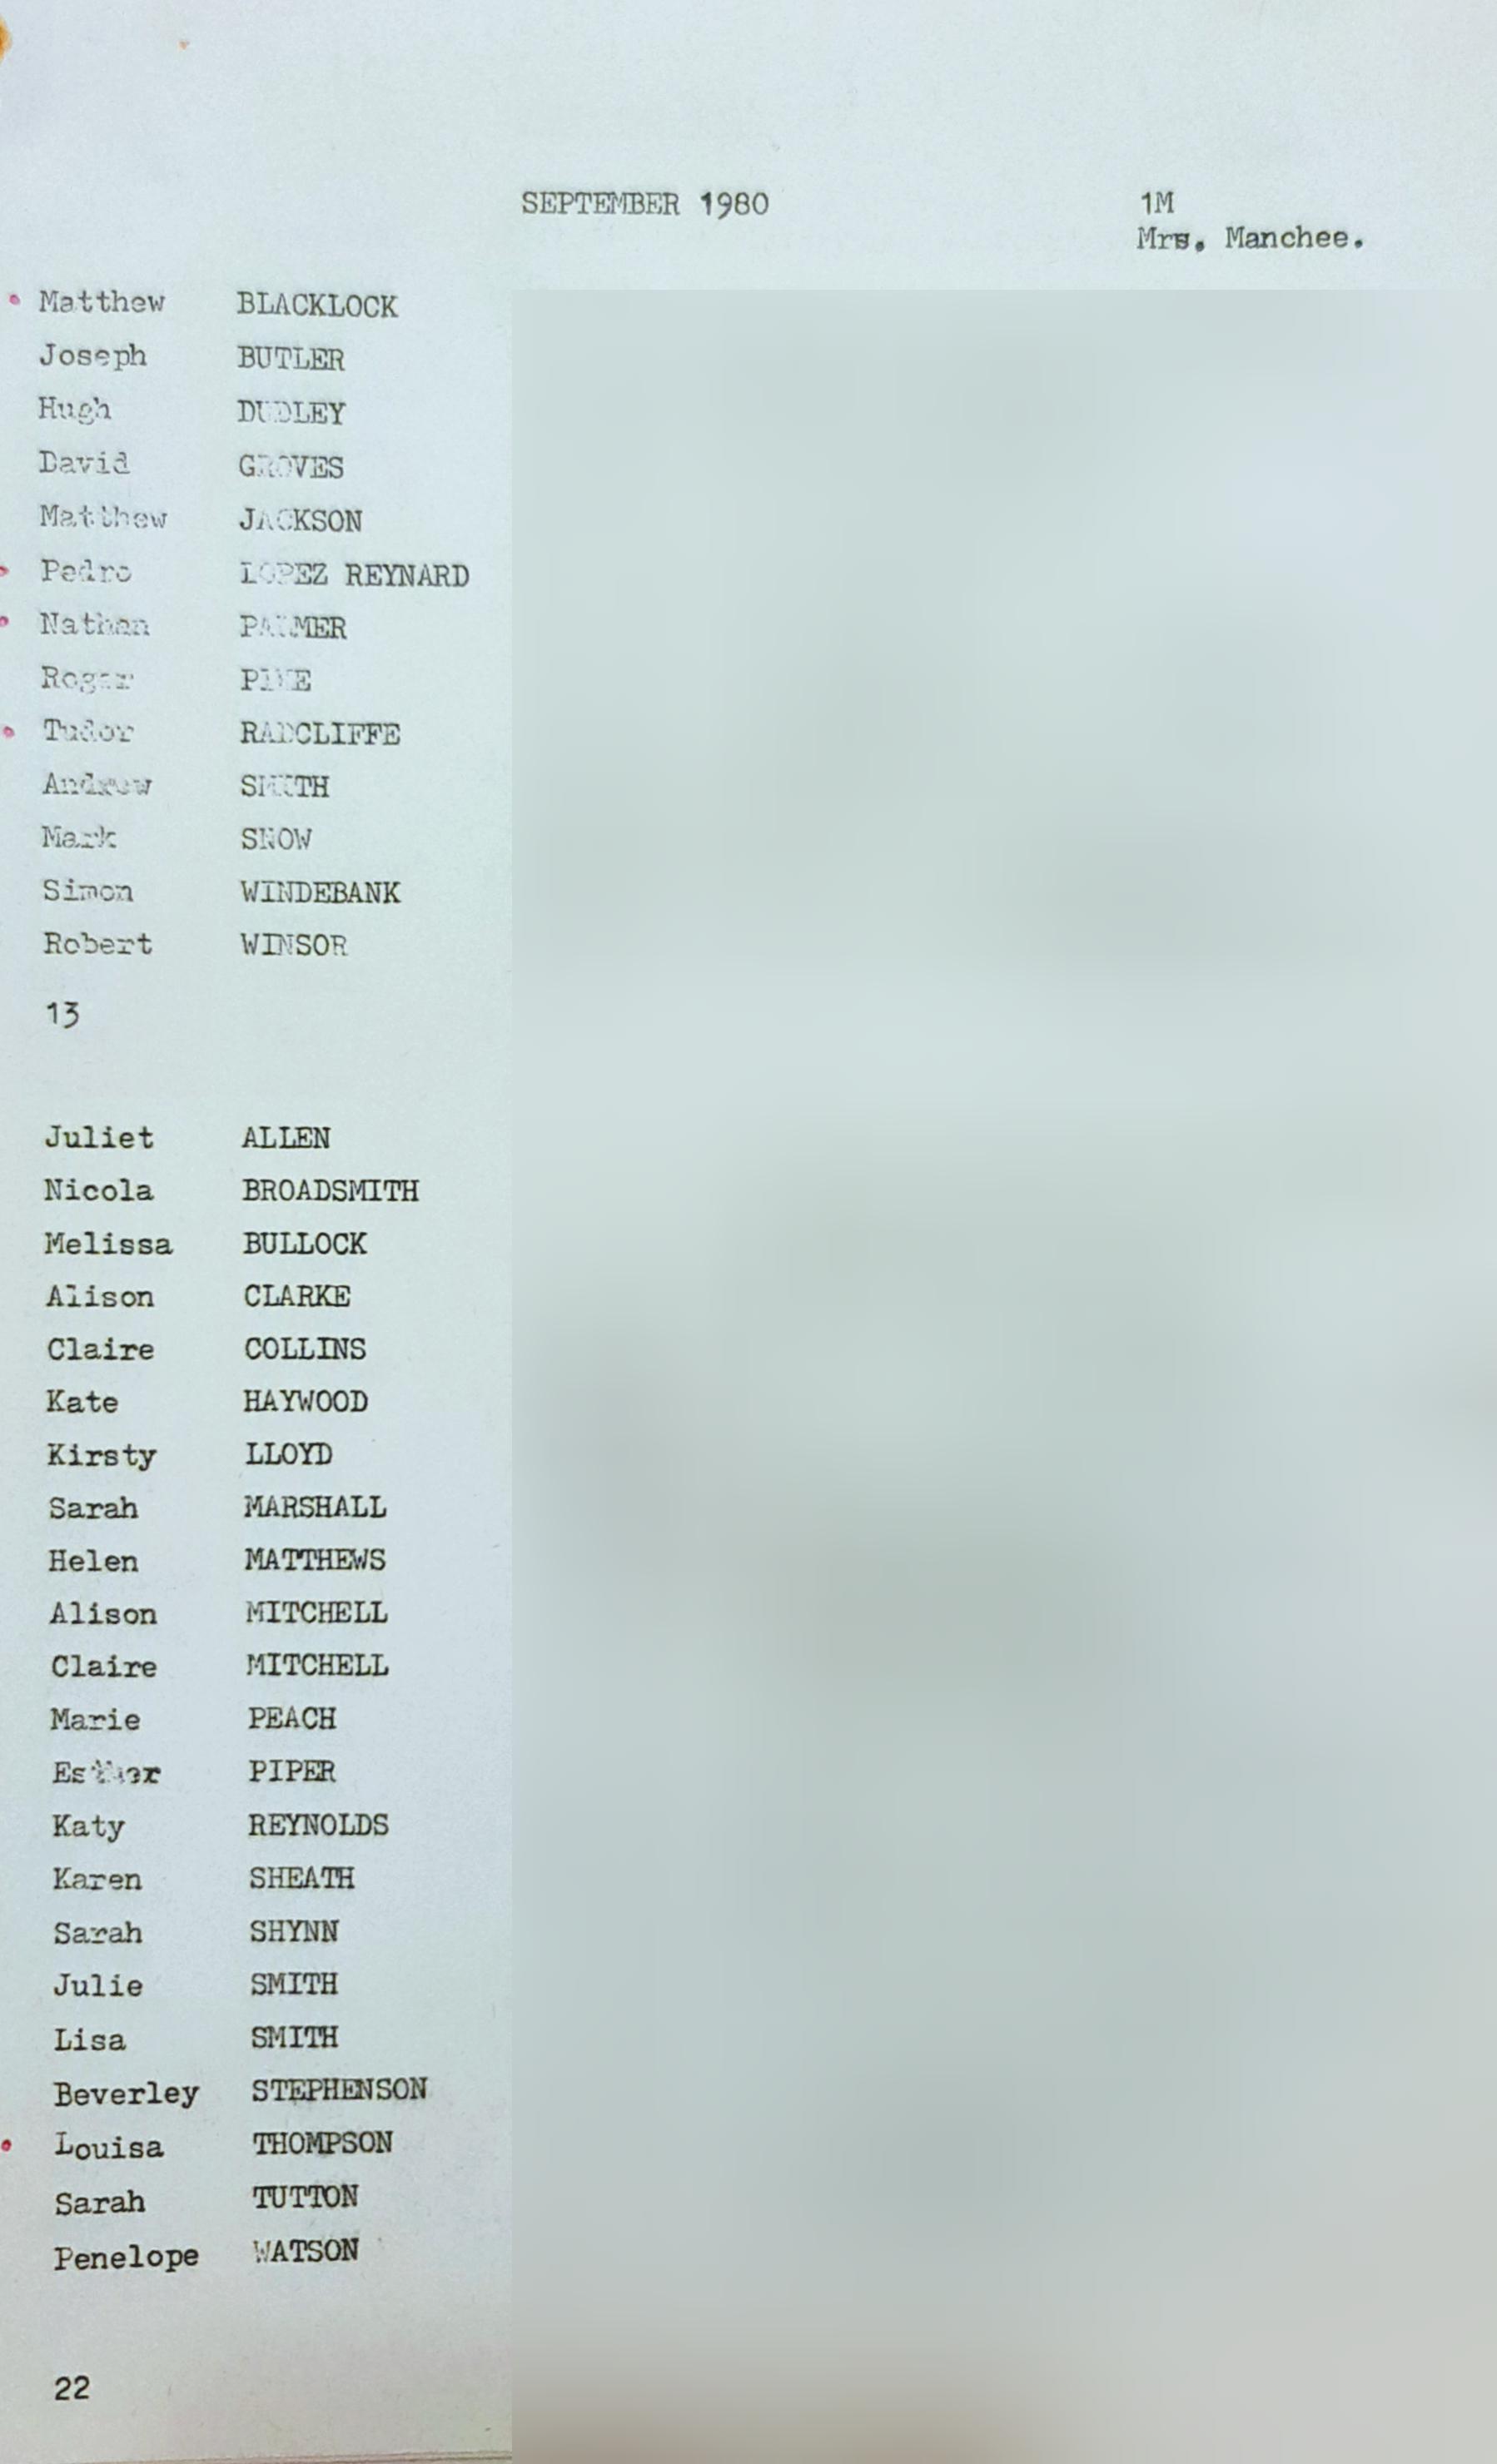 SEPTEMBER 1980 1M
Mrs. Manchee.
Matthew BLACKLOCK
Joseph BUTLER
Hugh DUDLEY
David GROVES
Matthew JACKSON
Pedro LOPEZ REYNARD
Nathan PALMER
Roger
Tudor RADCLIFFE
Andrew SMITH
Mark SNOW
Simon WINDEBANK
Robert WINSOR
13
Juliet ALLEN
Nicola BROADSMITH
Melissa BULLOCK
Alison CLARKE
Claire COLLINS
Kate HAYWOOD
Kirsty LLOYD
Sarah MARSHALL
Helen MATTHEWS
Alison MITCHELL
Claire MITCHELL
Marie PEACH
Esther PIPER
Katy REYNOLDS
Karen SHEATH
Sarah SHYNN
Julie SMITH
Lisa SMITH
Beverley STEPHENSON
Louisa THOMPSON
Sarah TUTTON
Penelope WATSON
22